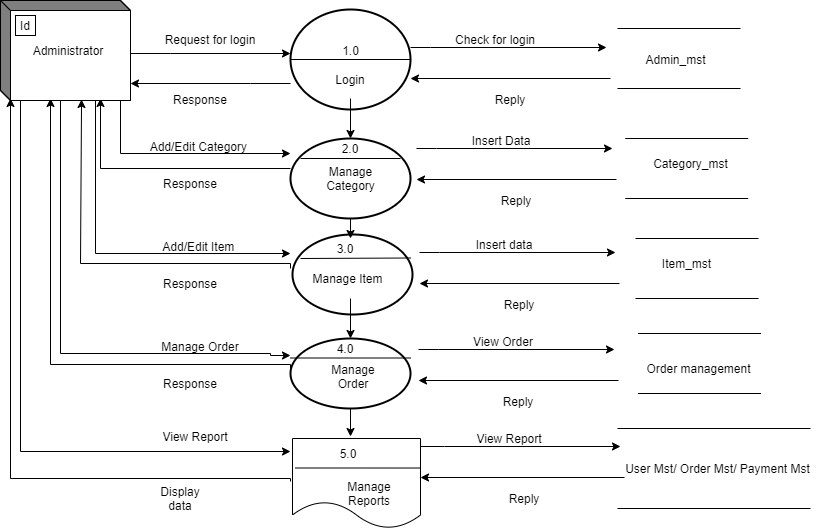 Id
Administrator
Request for login
Response
1.0
Login
Check for login
Reply
Admin_mst
Add/Edit Category
Response
2.0
Manage
Category
Insert Data
Reply
Category_mst
Add/Edit Item
Response
3.0
Manage Item
Insert data
Reply
Item_mst
Manage Order
Response
4.0
Manage
Order
View Order
Reply
Order management
View Report
Display
data
5.0
Manage
Reports
View Report
Reply
User Mst/ Order Mst/ Payment Mst